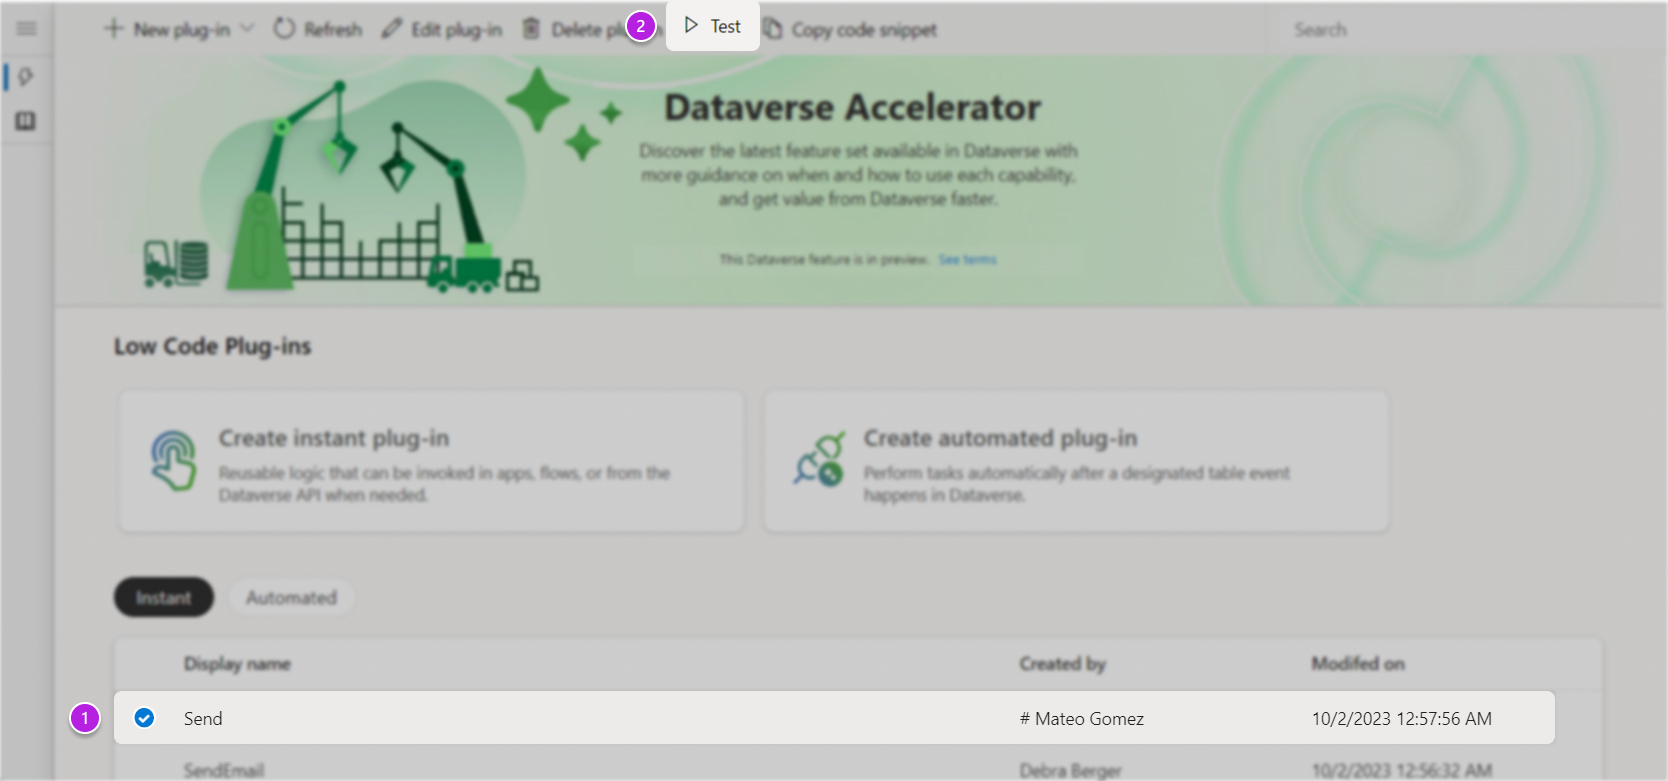 New plug-in
Refresh
Edit plug-in
Delete
2
Test
Copy code snippet
Search
Dataverse Accelerator
Discover the latest feature set available in Dataverse with
more guidance on when and how to use each capability,
and get value from Dataverse faster.
This Dataverse feature is in preview. See terms
Low Code Plug-ins
Create instant plug-in
Reusable logic that can be invoked in apps, flows, or from the
Dataverse API when needed.
Create automated plug-in
Perform tasks automatically after a designated table event
happens in Dataverse.
Instant
Automated
Display name
Created by
Modifed on
1
Send
# Mateo Gomez
10/2/2023 12:57:56 AM
SendEmail
Debra Berger
10/2/2023 12:56:32 AM